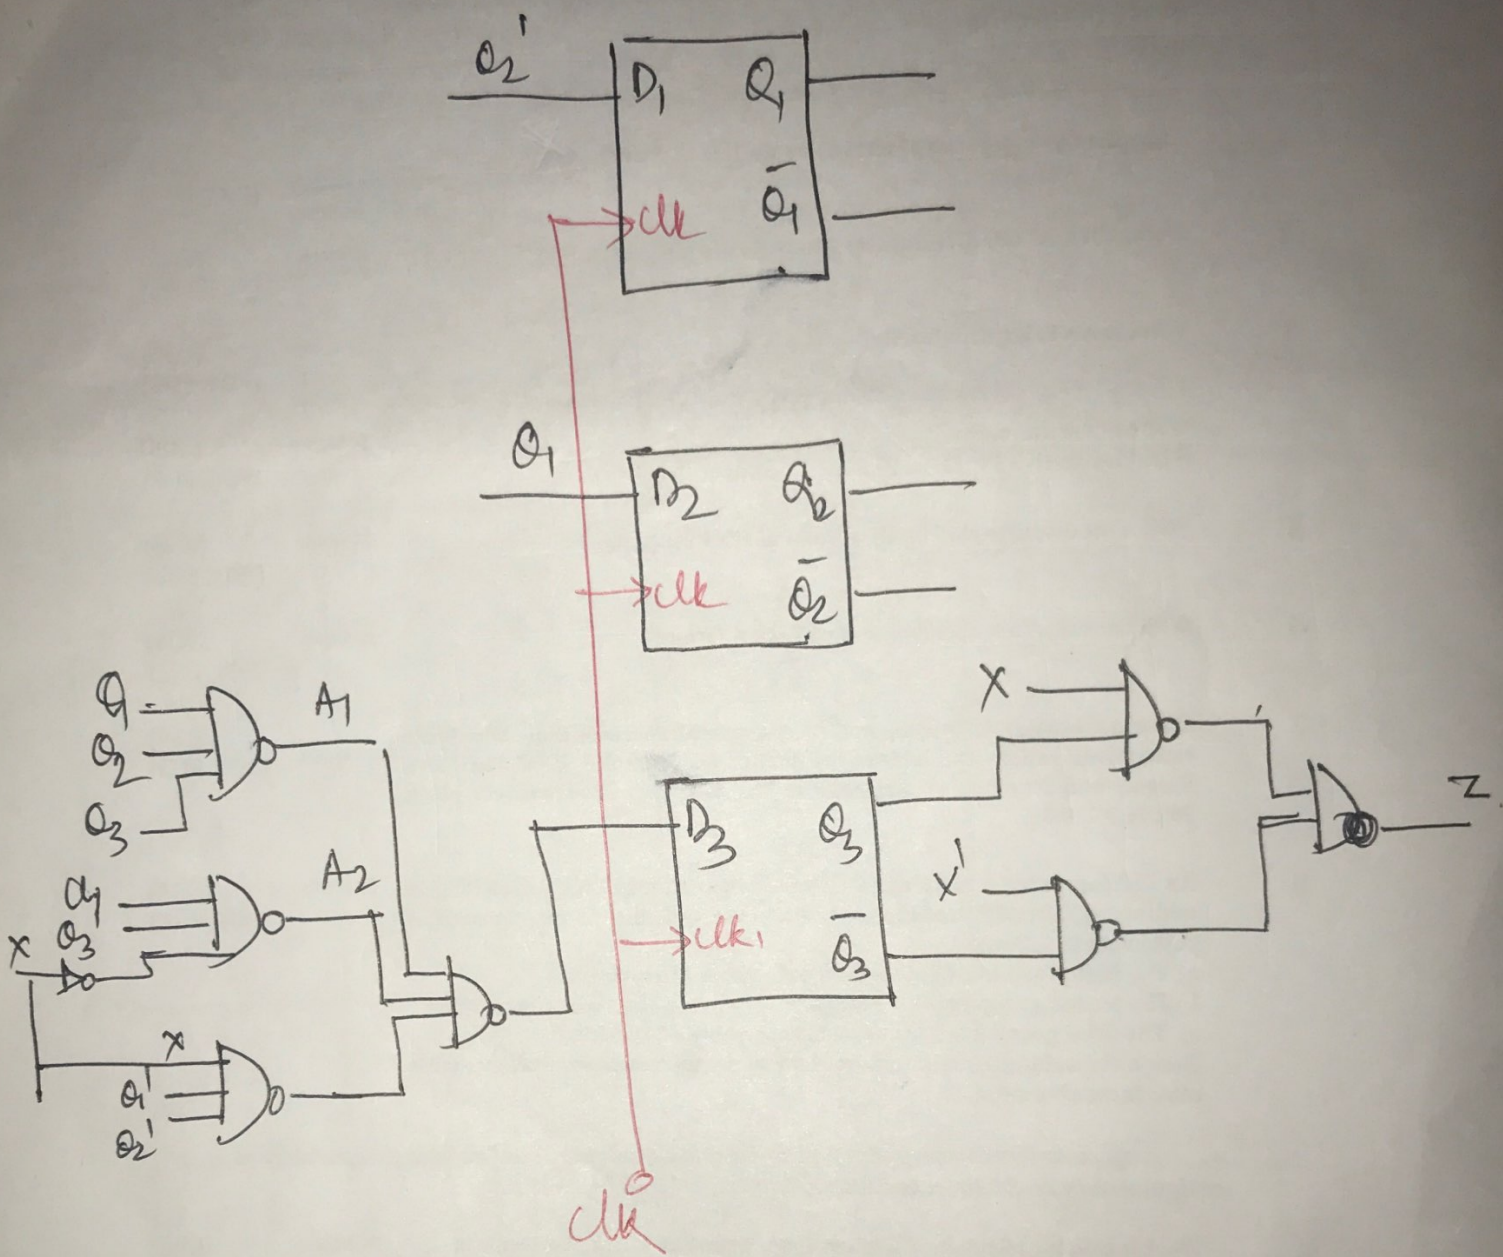 Q2'
D1 Q1
Q̅1
clk
Q1
D2 Q2
clk Q̅2
Q1
A1
Q2
Q3
A2
Q1
Q3'
X
X
Q1'
Q2'
D3 Q3
clk1
Q̅3
X
X'
Z
clk